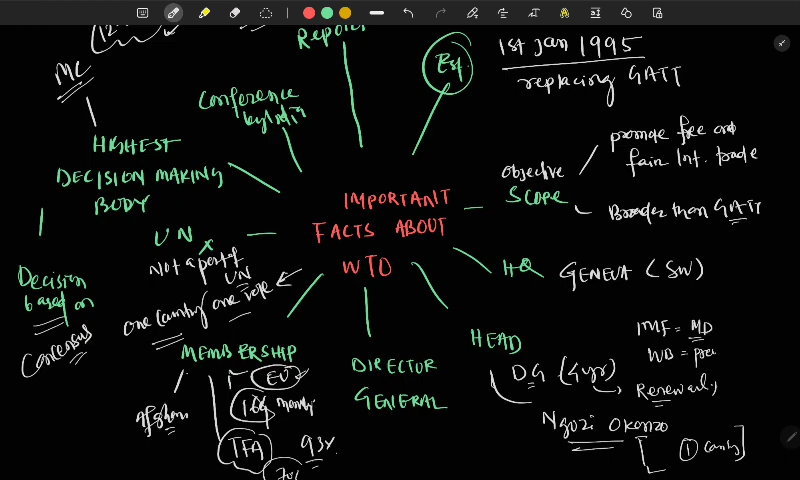 MC
Est
1st Jan 1995
replacing GATT
Conference
HIGHEST
DECISION MAKING
BODY
Objective
SCOPE
promote free and
fair Int. trade
Broader than GATT
IMPORTANT
FACTS ABOUT
WTO
UN
Not a part of
UN
Decision
based on
Consensus
HQ
GENEVA (SW)
one country one vote
MEMBERSHIP
EU
164
Afghan
TFA
93%
DIRECTOR
GENERAL
HEAD
DG (4yr)
IMF = MD
WB = pres
Renewal
Ngozi Okonzo